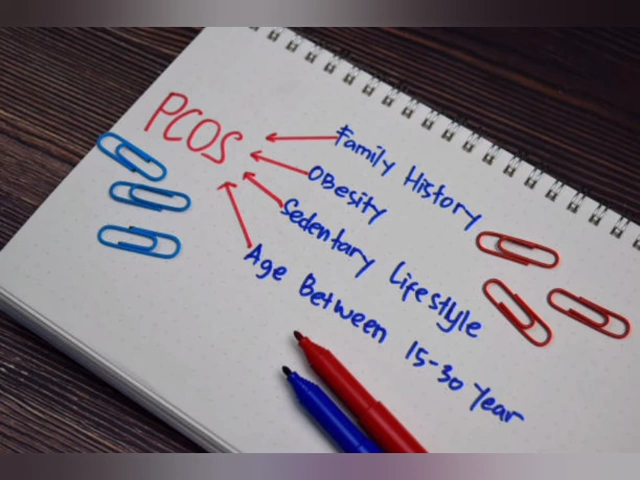 PCOS
Family History
Obesity
Sedentary Lifestyle
Age Between 15-30 Year